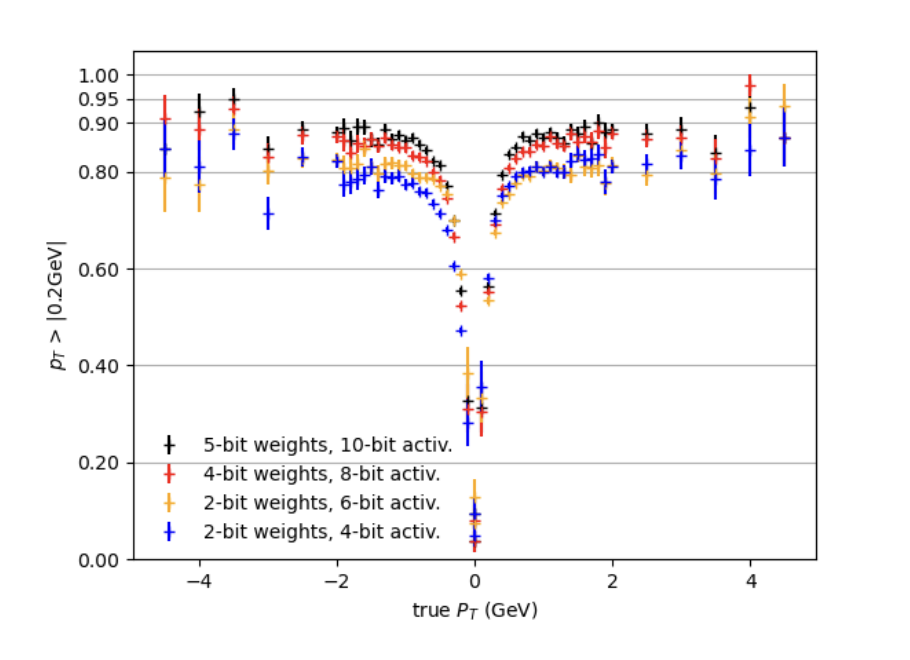 1.00
0.95
0.90
0.80
0.60
0.40
0.20
0.00
p_T > |0.2GeV|
5-bit weights, 10-bit activ.
4-bit weights, 8-bit activ.
2-bit weights, 6-bit activ.
2-bit weights, 4-bit activ.
−4 −2 0 2 4
true P_T (GeV)